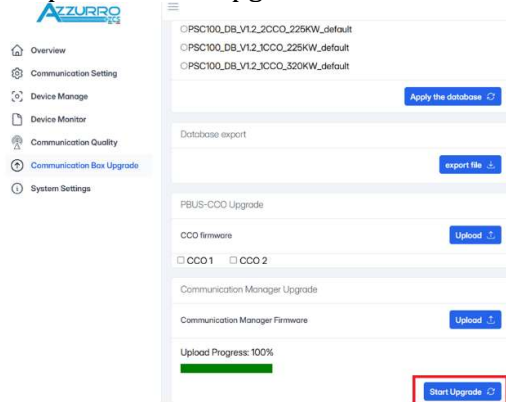 AZZURRO
ZCS
Overview
Communication Setting
Device Manage
Device Monitor
Communication Quality
Communication Box Upgrade
System Settings
PSC100_DB_V1.2_2CCO_225KW_default
PSC100_DB_V1.2_1CCO_225KW_default
PSC100_DB_V1.2_1CCO_320KW_default
Apply the database
Database export
export file
PBUS-CCO Upgrade
CCO firmware
Upload
CCO 1 CCO 2
Communication Manager Upgrade
Communication Manager Firmware
Upload
Upload Progress: 100%
Start Upgrade